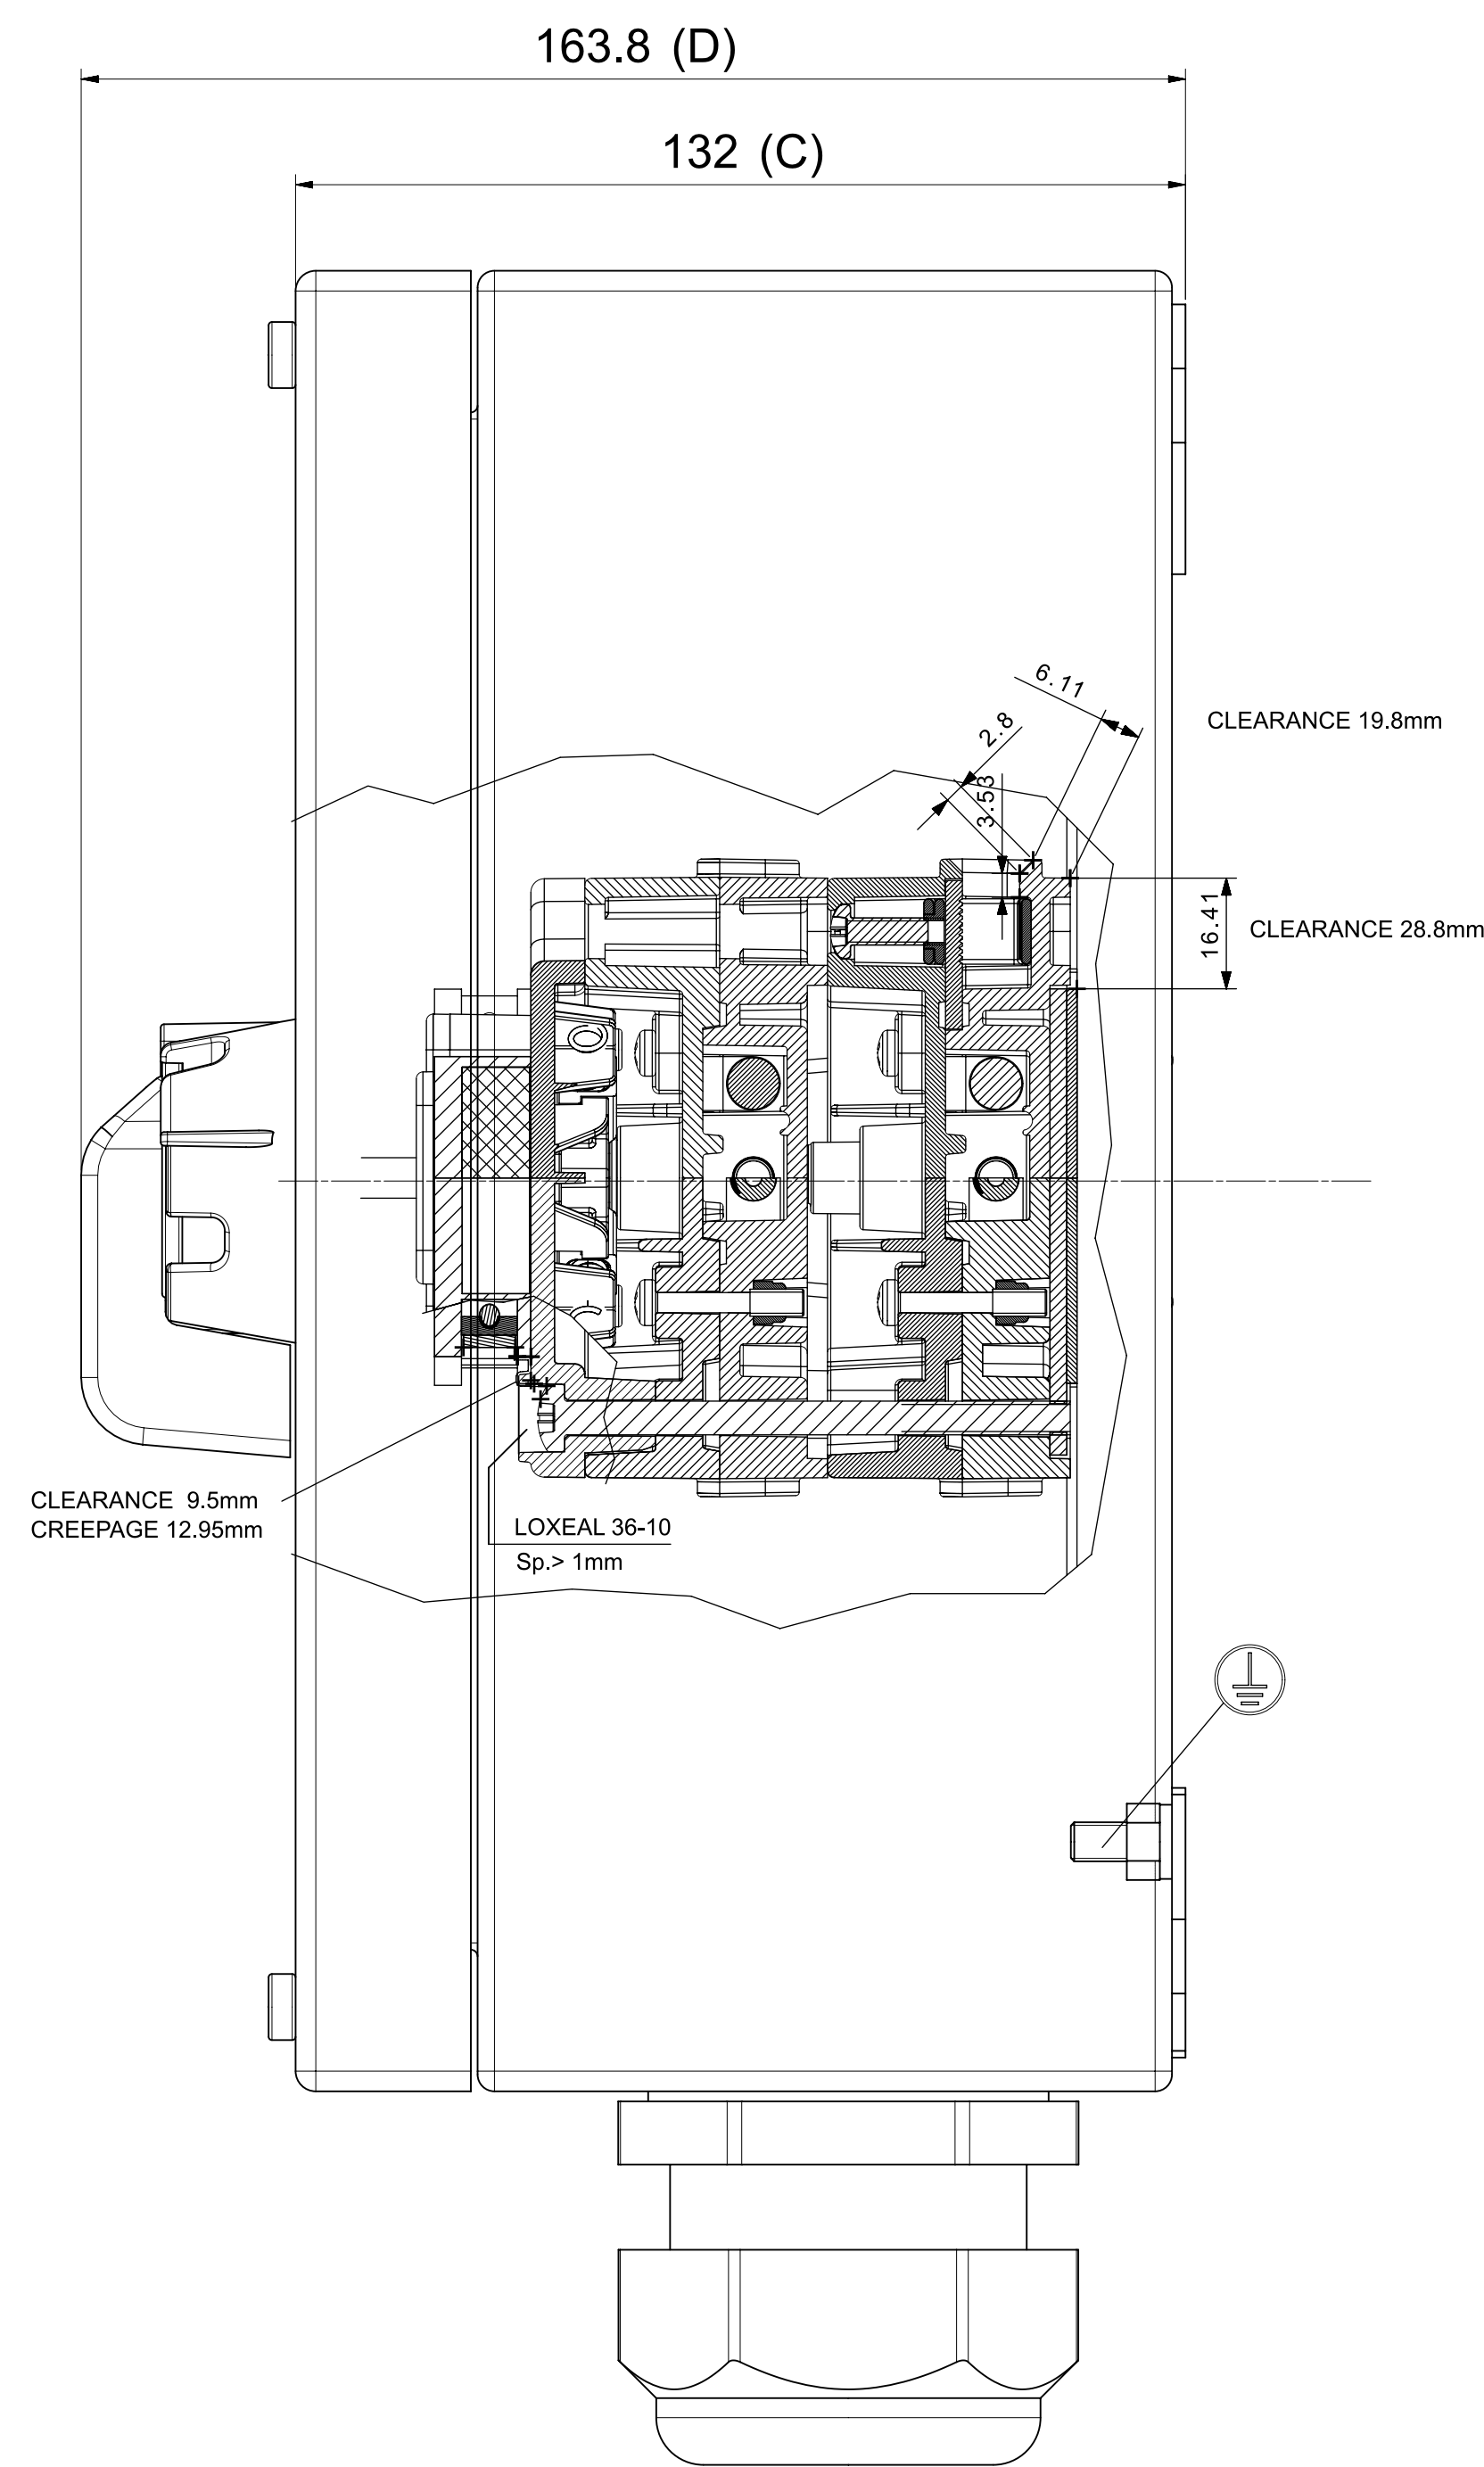 163.8 (D)
132 (C)
6.11
2.8
3.53
CLEARANCE 19.8mm
16.41
CLEARANCE 28.8mm
CLEARANCE 9.5mm
CREEPAGE 12.95mm
LOXEAL 36-10
Sp.> 1mm